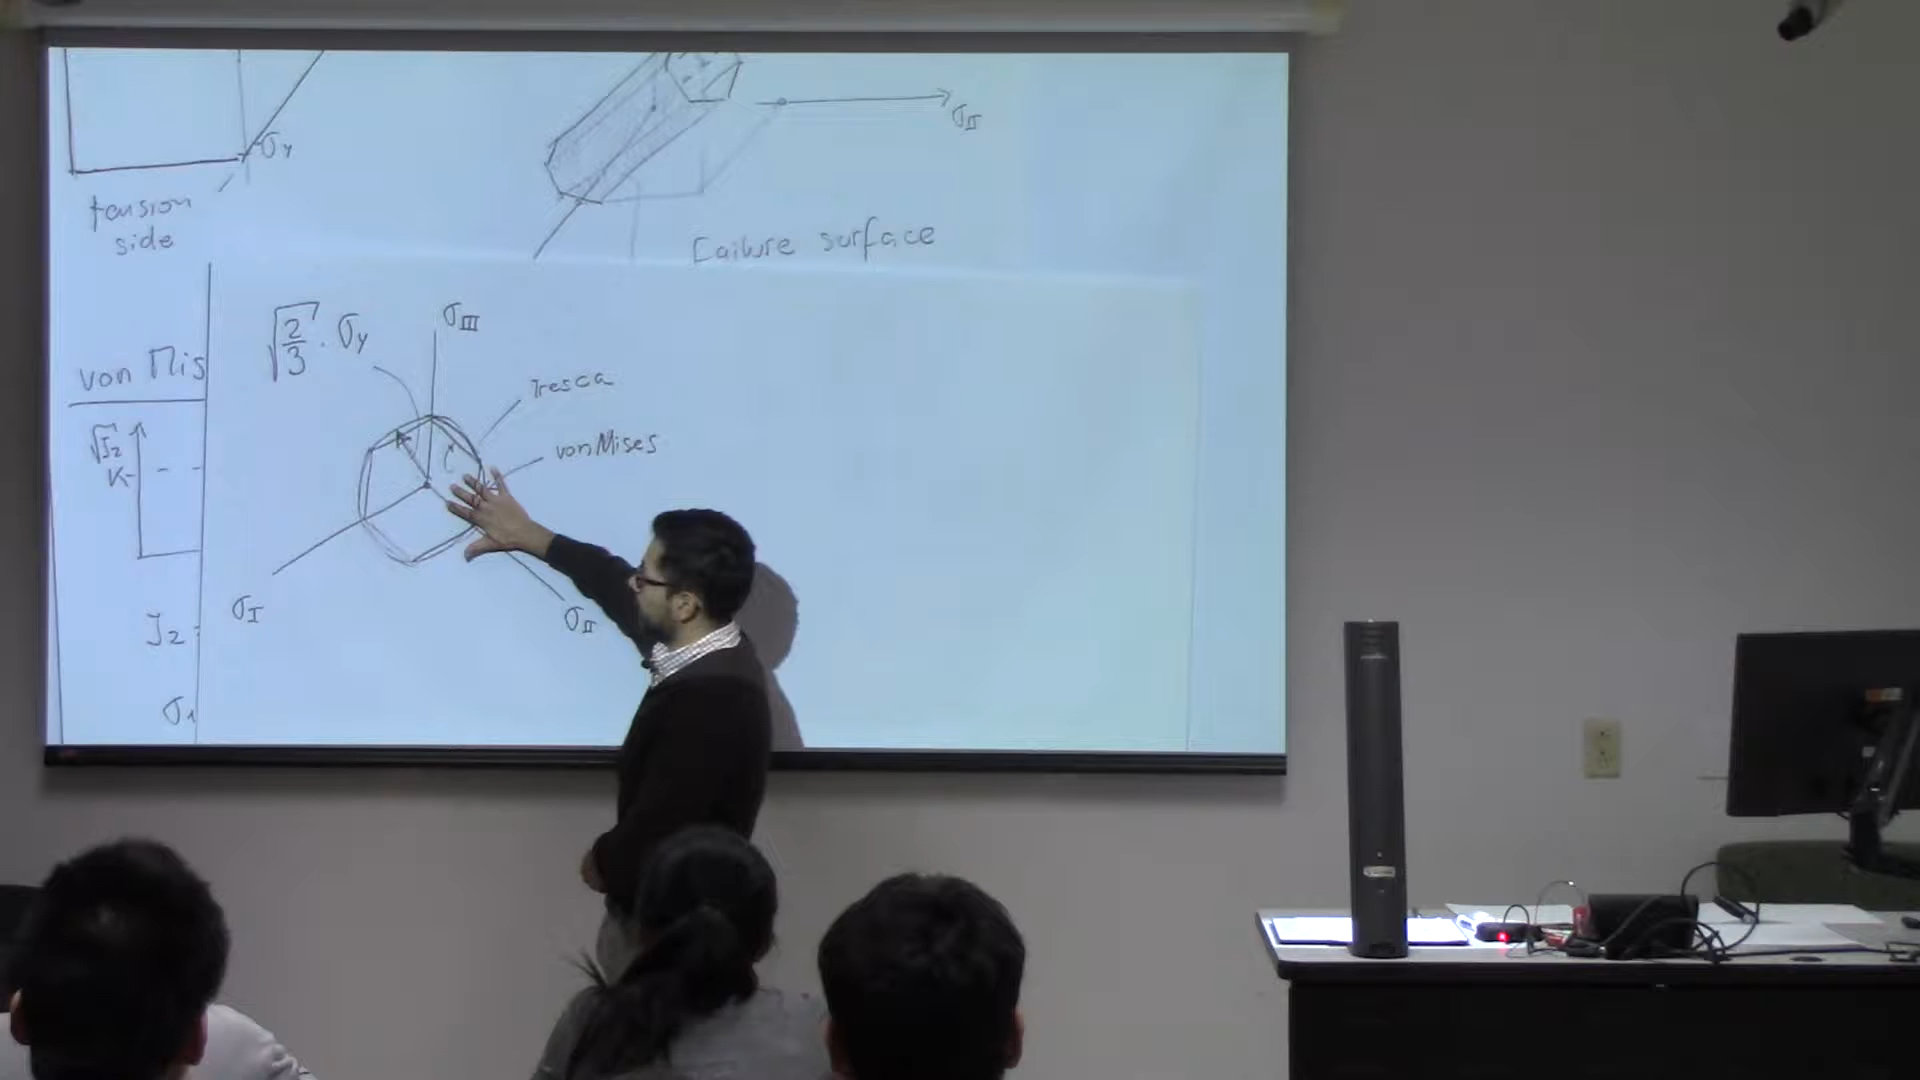 σY
σII
tension
side
Failure surface
√2/3 · σY
σIII
von Mis
Tresca
von Mises
√J2
K
σI
σII
J2
σ1